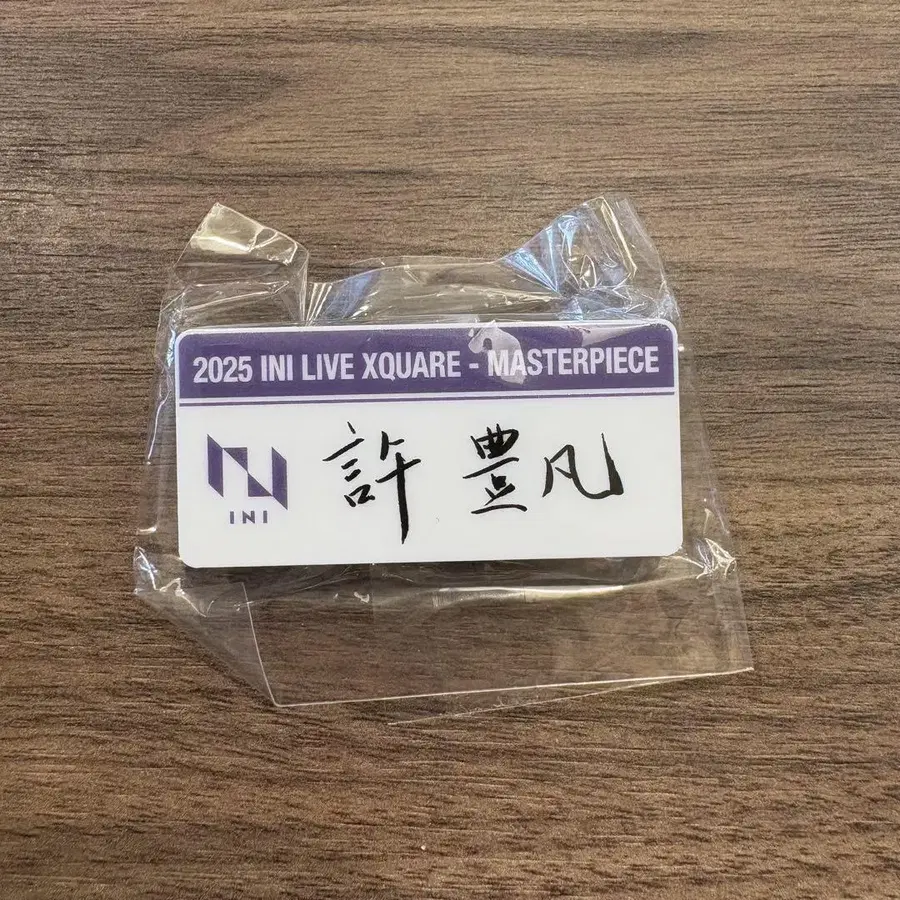 2025 INI LIVE XQUARE - MASTERPIECE
許 豊凡
INI